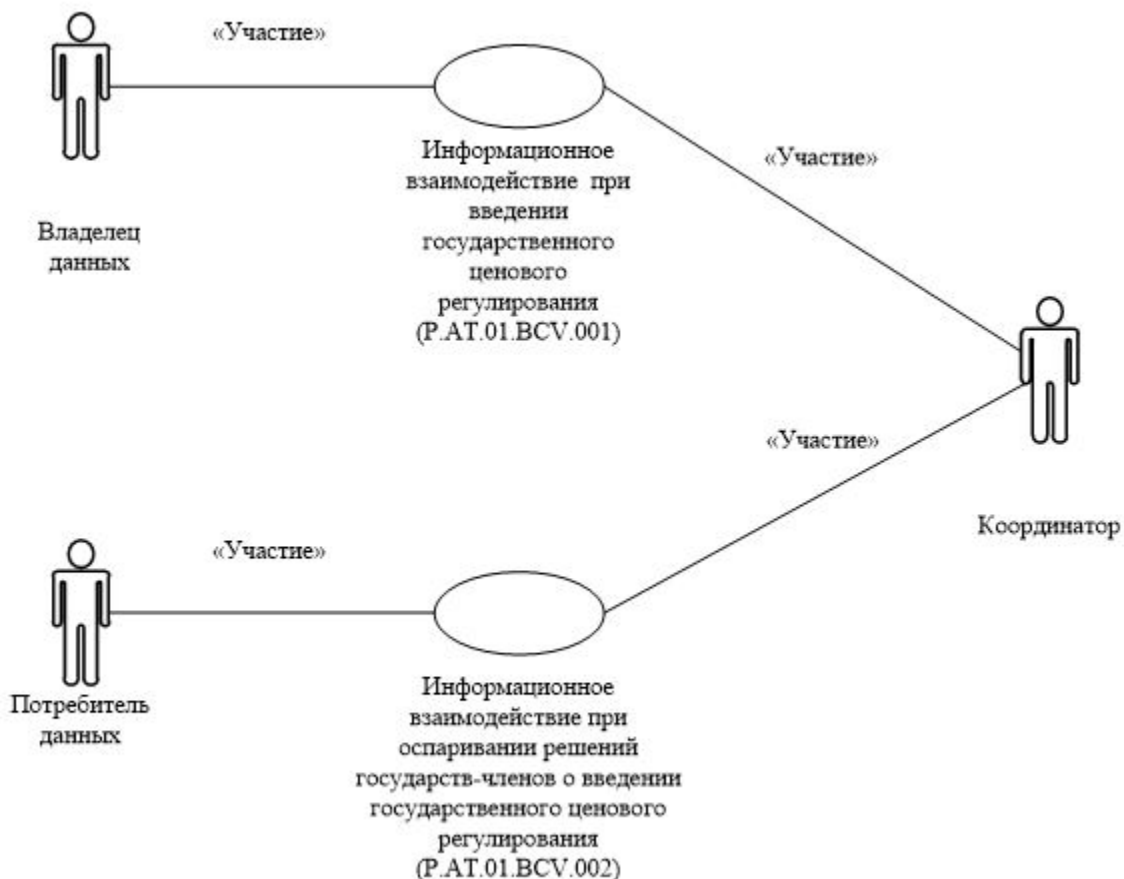 «Участие»
Информационное
взаимодействие при
введении
государственного
ценового
регулирования
(P.AT.01.BCV.001)
«Участие»
Владелец
данных
«Участие»
Координатор
«Участие»
Потребитель
данных
Информационное
взаимодействие при
оспаривании решений
государств-членов о введении
государственного ценового
регулирования
(P.AT.01.BCV.002)